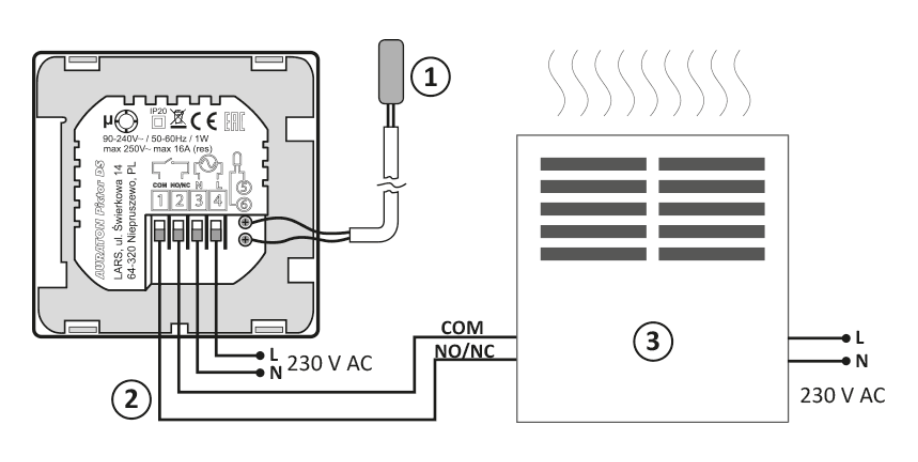 1
µ IP20 CE EAC
90-240V~ / 50-60Hz / 1W
max 250V~ max 16A (res)
AURATON Pictor DS
LARS, ul. Świerkowa 14
64-320 Niepruszewo, PL
COM NO/NC N L
1 2 3 4
5
6
L
N
230 V AC
2
COM
NO/NC
3
L
N
230 V AC